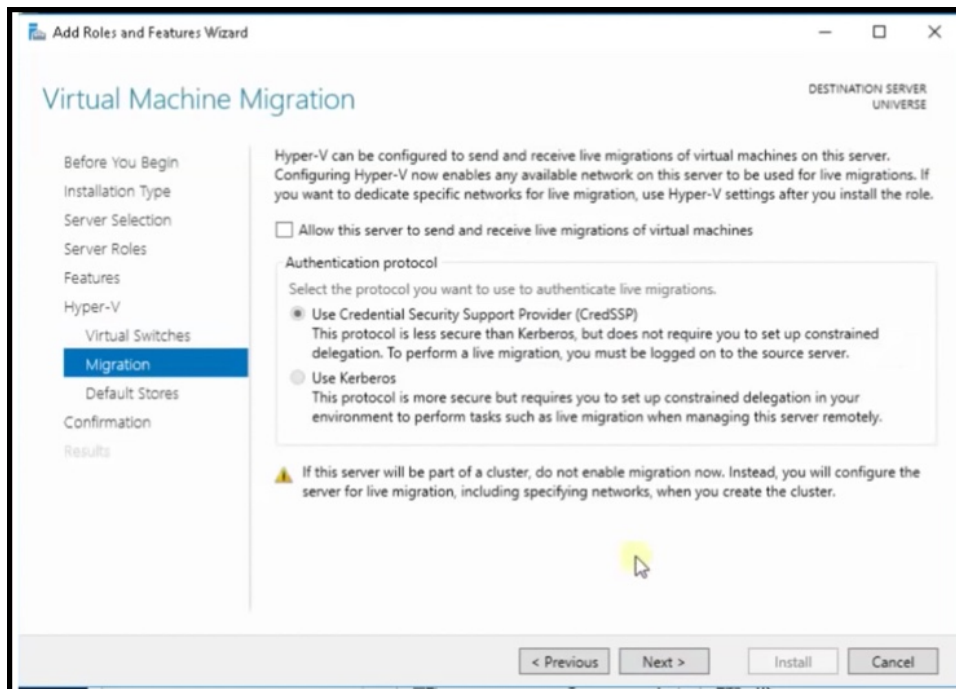 Add Roles and Features Wizard
Virtual Machine Migration
DESTINATION SERVER
UNIVERSE
Before You Begin
Installation Type
Server Selection
Server Roles
Features
Hyper-V
Virtual Switches
Migration
Default Stores
Confirmation
Results
Hyper-V can be configured to send and receive live migrations of virtual machines on this server.
Configuring Hyper-V now enables any available network on this server to be used for live migrations. If
you want to dedicate specific networks for live migration, use Hyper-V settings after you install the role.
Allow this server to send and receive live migrations of virtual machines
Authentication protocol
Select the protocol you want to use to authenticate live migrations.
Use Credential Security Support Provider (CredSSP)
This protocol is less secure than Kerberos, but does not require you to set up constrained
delegation. To perform a live migration, you must be logged on to the source server.
Use Kerberos
This protocol is more secure but requires you to set up constrained delegation in your
environment to perform tasks such as live migration when managing this server remotely.
If this server will be part of a cluster, do not enable migration now. Instead, you will configure the
server for live migration, including specifying networks, when you create the cluster.
< Previous
Next >
Install
Cancel